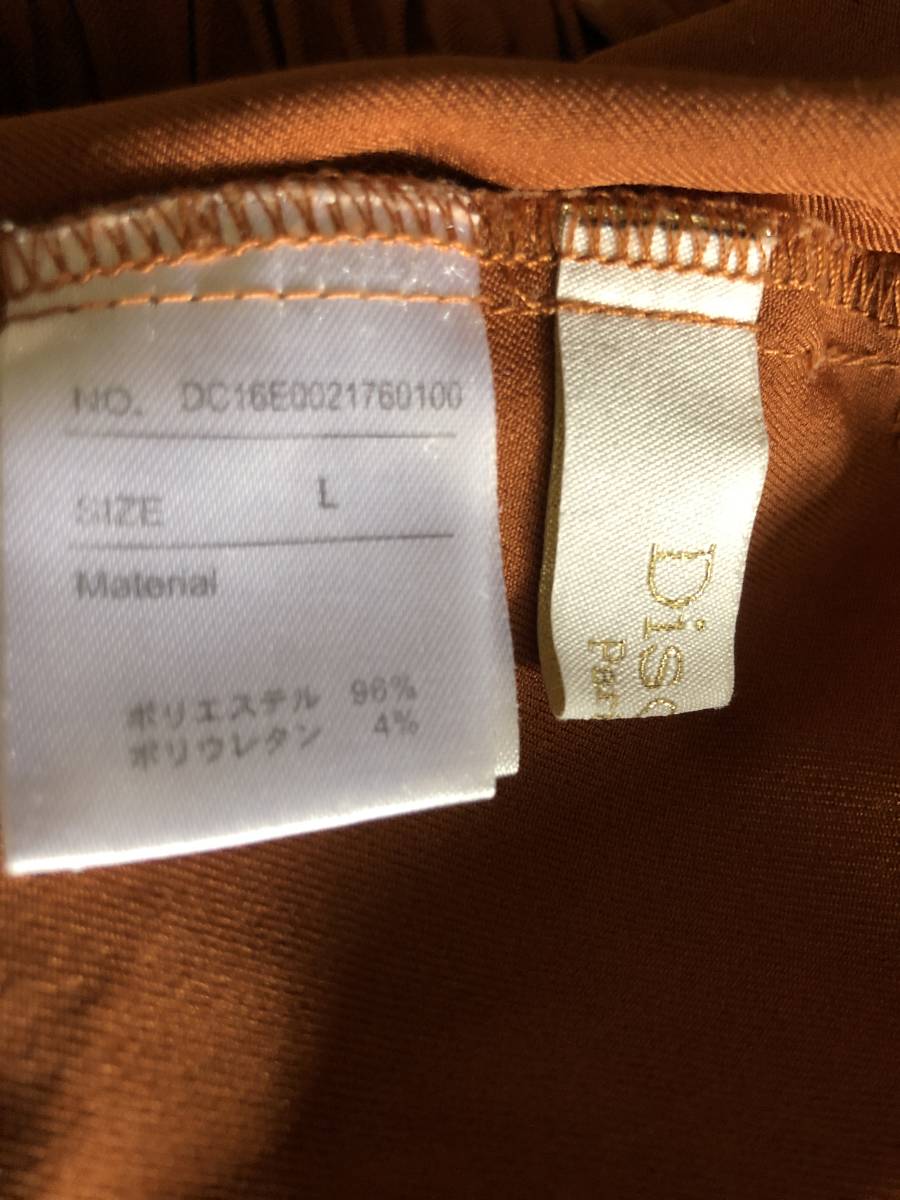 NO. DC16E0021760100
SIZE L
Material
ポリエステル 96%
ポリウレタン 4%
Disc
Par